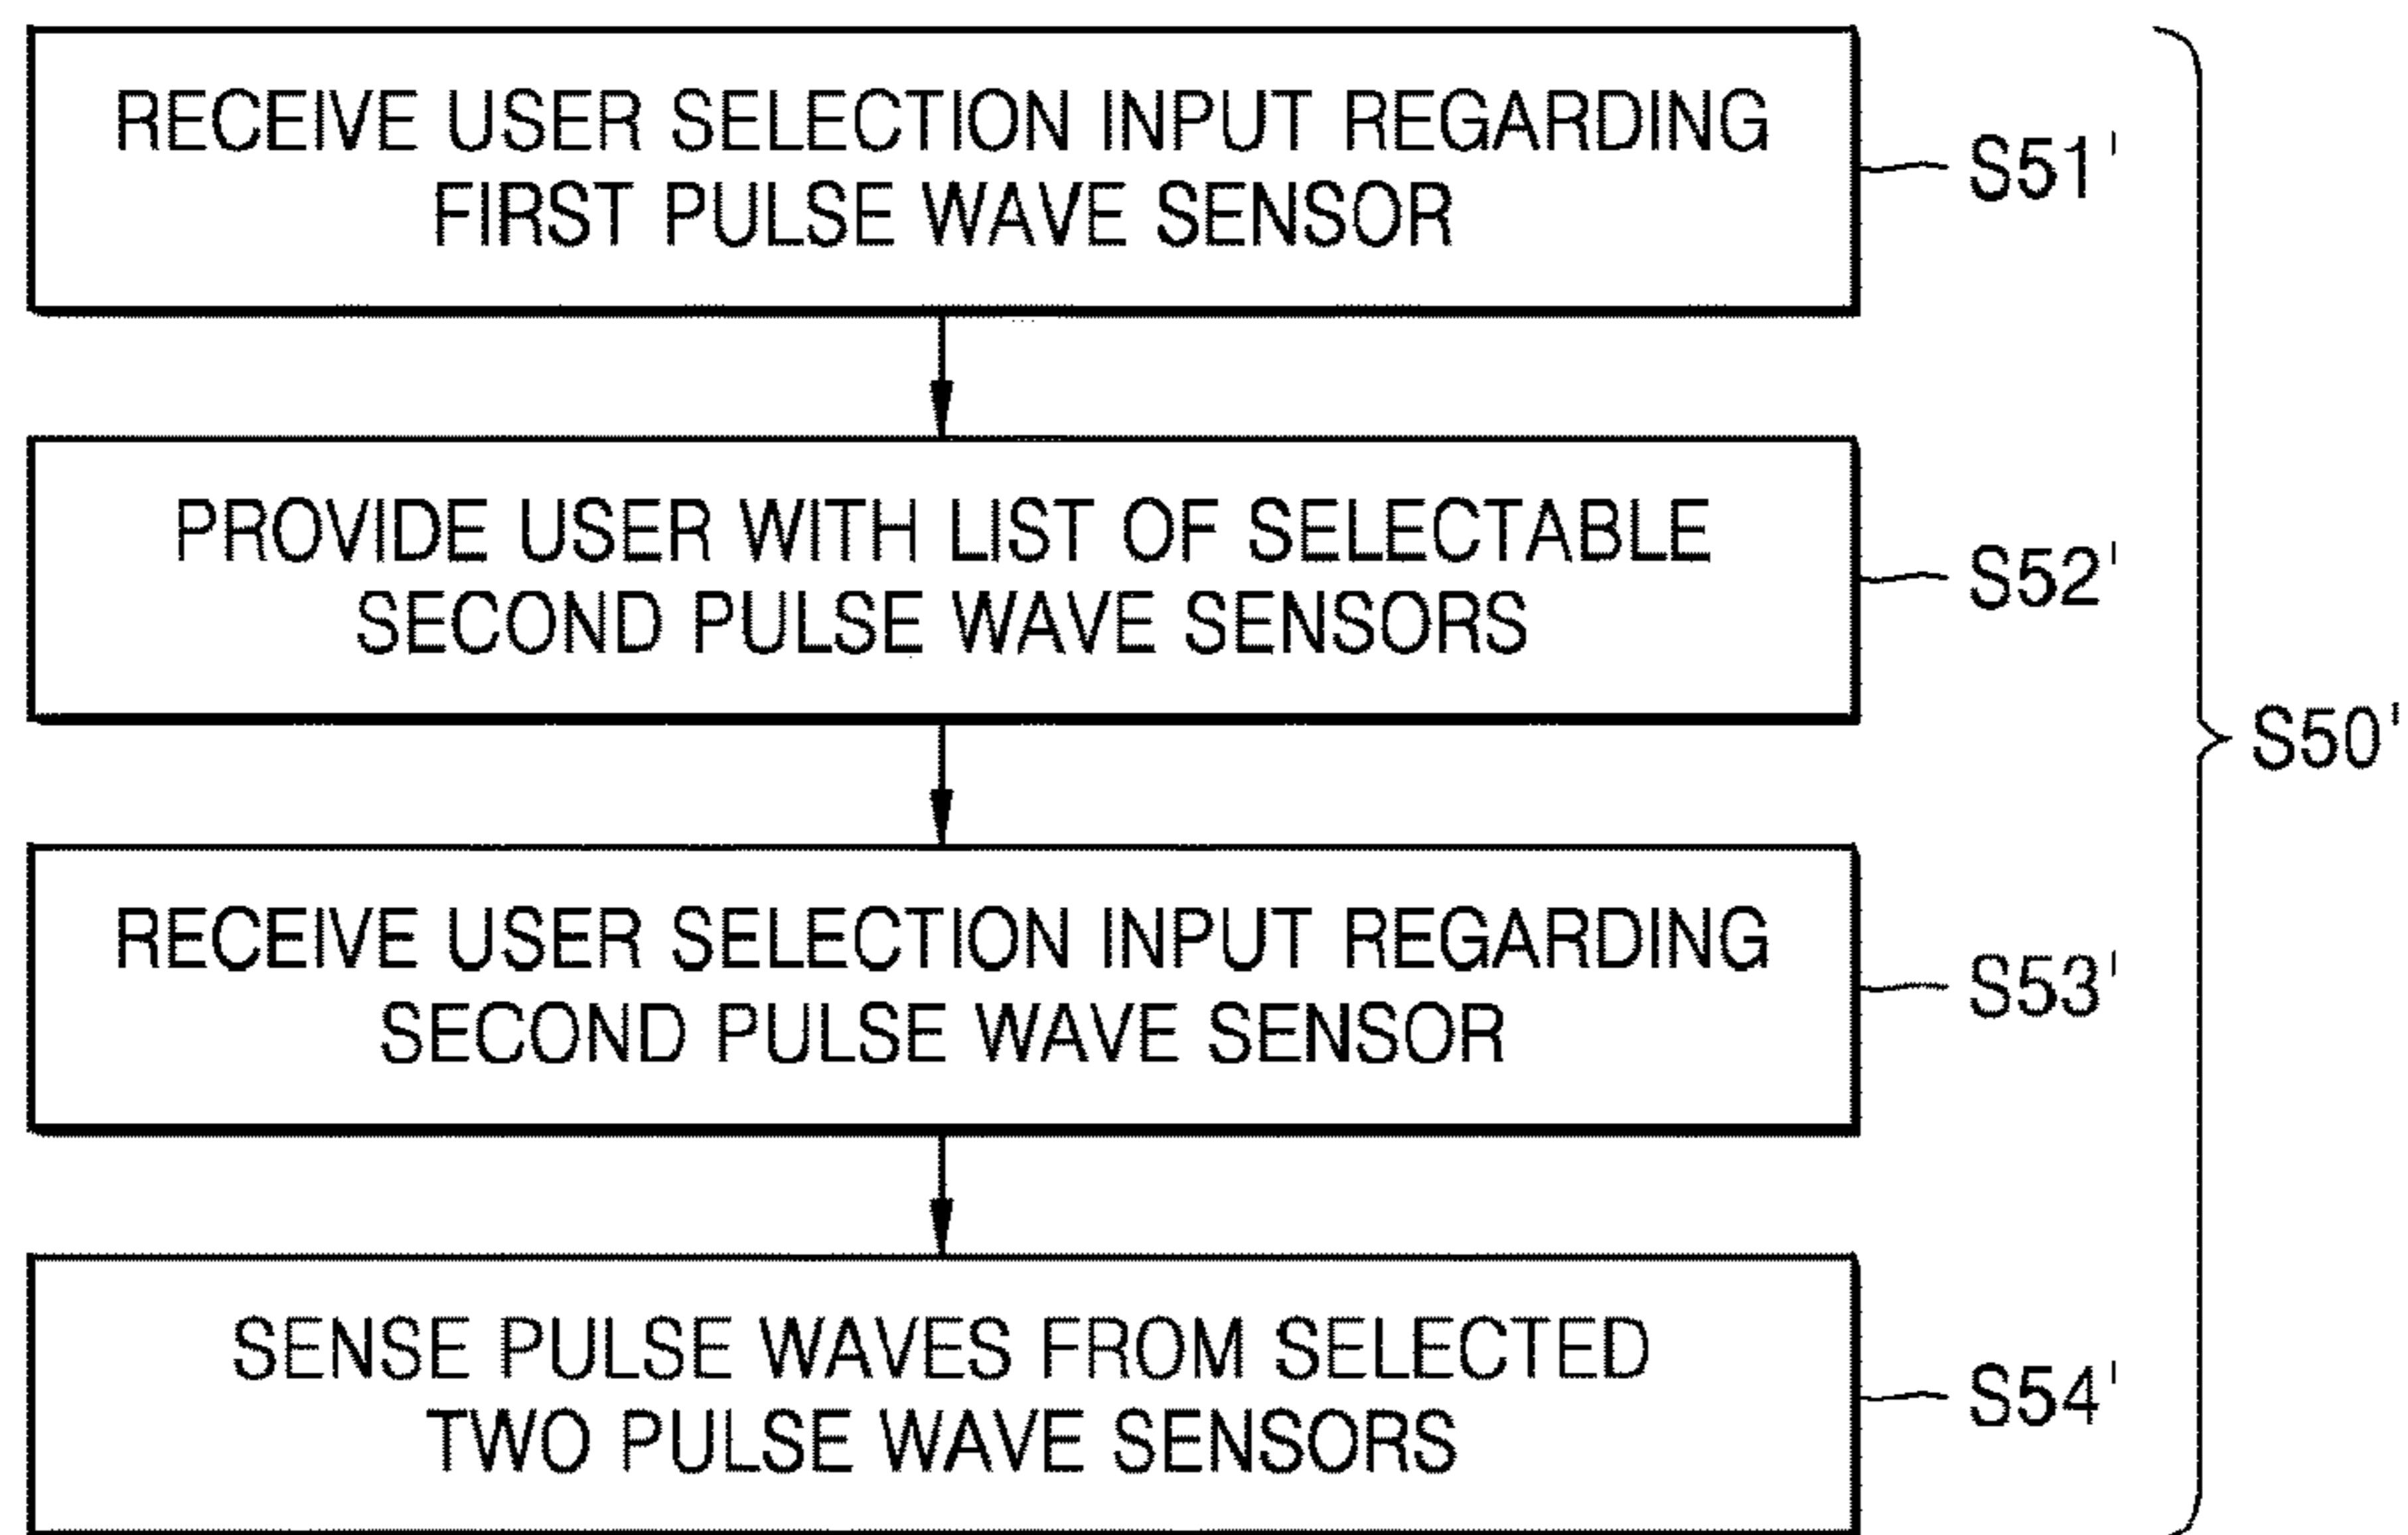 RECEIVE USER SELECTION INPUT REGARDING
FIRST PULSE WAVE SENSOR
S51'
PROVIDE USER WITH LIST OF SELECTABLE
SECOND PULSE WAVE SENSORS
S52'
S50'
RECEIVE USER SELECTION INPUT REGARDING
SECOND PULSE WAVE SENSOR
S53'
SENSE PULSE WAVES FROM SELECTED
TWO PULSE WAVE SENSORS
S54'